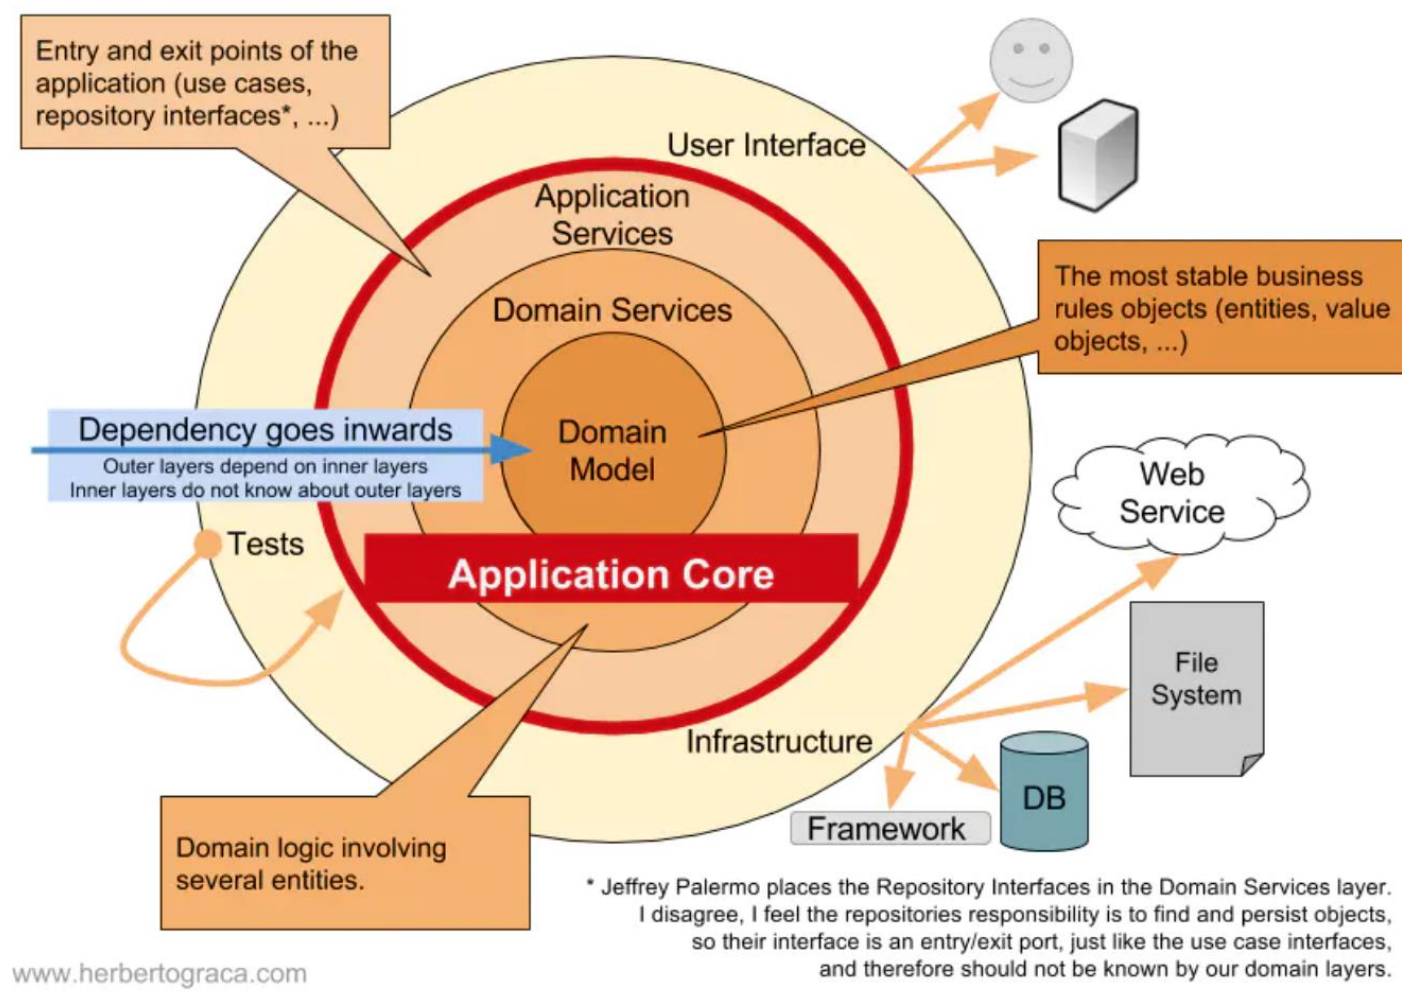 Entry and exit points of the
application (use cases,
repository interfaces*, ...)
User Interface
Application
Services
Domain Services
The most stable business
rules objects (entities, value
objects, ...)
Domain
Model
Dependency goes inwards
Outer layers depend on inner layers
Inner layers do not know about outer layers
Web
Service
Tests
Application Core
File
System
Infrastructure
DB
Framework
Domain logic involving
several entities.
* Jeffrey Palermo places the Repository Interfaces in the Domain Services layer.
I disagree, I feel the repositories responsibility is to find and persist objects,
so their interface is an entry/exit port, just like the use case interfaces,
and therefore should not be known by our domain layers.
www.herbertograca.com